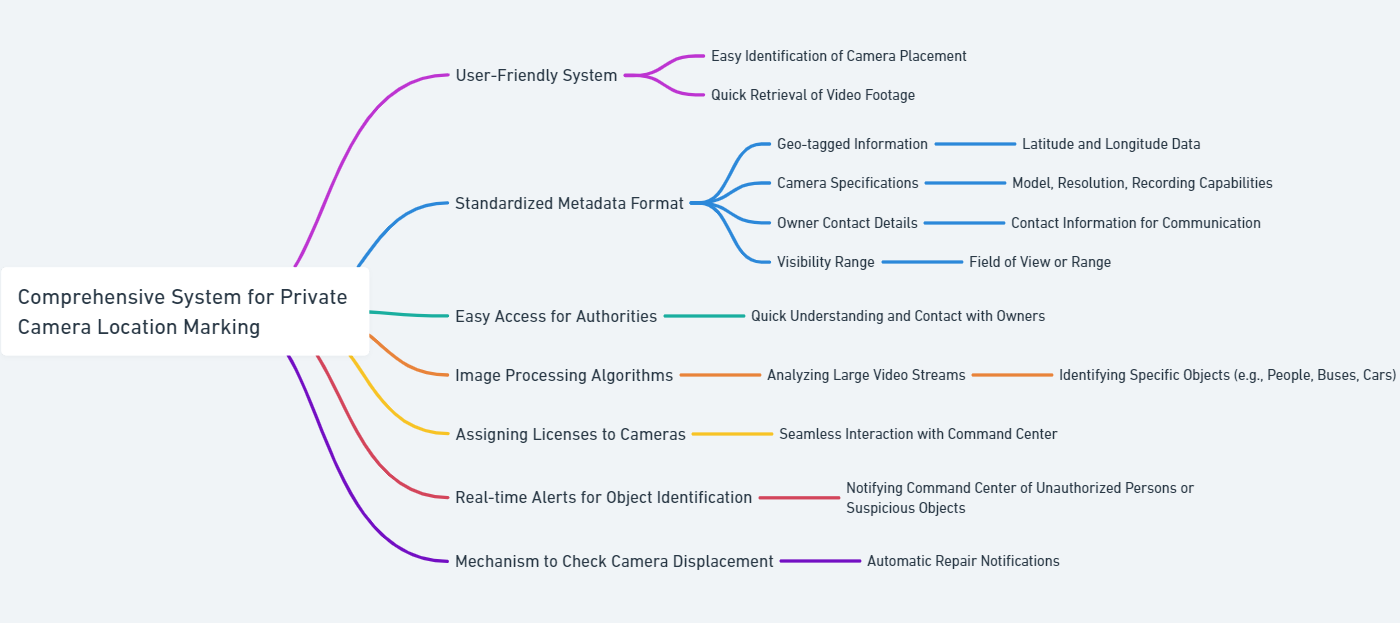 Comprehensive System for Private
Camera Location Marking
User-Friendly System
Easy Identification of Camera Placement
Quick Retrieval of Video Footage
Standardized Metadata Format
Geo-tagged Information
Latitude and Longitude Data
Camera Specifications
Model, Resolution, Recording Capabilities
Owner Contact Details
Contact Information for Communication
Visibility Range
Field of View or Range
Easy Access for Authorities
Quick Understanding and Contact with Owners
Image Processing Algorithms
Analyzing Large Video Streams
Identifying Specific Objects (e.g., People, Buses, Cars)
Assigning Licenses to Cameras
Seamless Interaction with Command Center
Real-time Alerts for Object Identification
Notifying Command Center of Unauthorized Persons or
Suspicious Objects
Mechanism to Check Camera Displacement
Automatic Repair Notifications